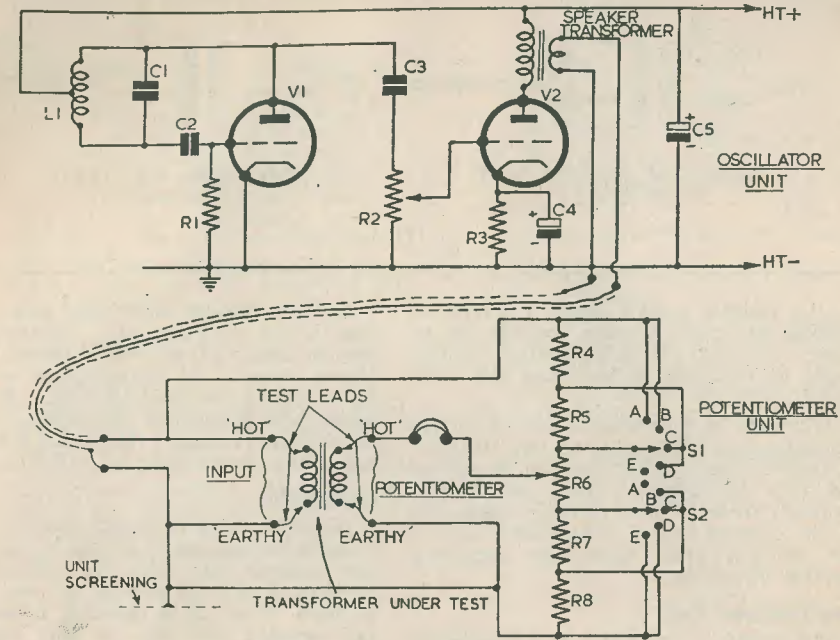 SPEAKER
TRANSFORMER
HT+
C1
C3
V1
V2
L1
C2
+
C5
-
OSCILLATOR
UNIT
R1
R2
R3
+
C4
-
HT-
R4
TEST LEADS
'HOT'
'HOT'
R5
A
B
C
POTENTIOMETER
UNIT
S1
INPUT
POTENTIOMETER
R6
E
D
A
B
C
S2
'EARTHY'
EARTHY'
R7
E
D
UNIT
SCREENING
TRANSFORMER UNDER TEST
R8